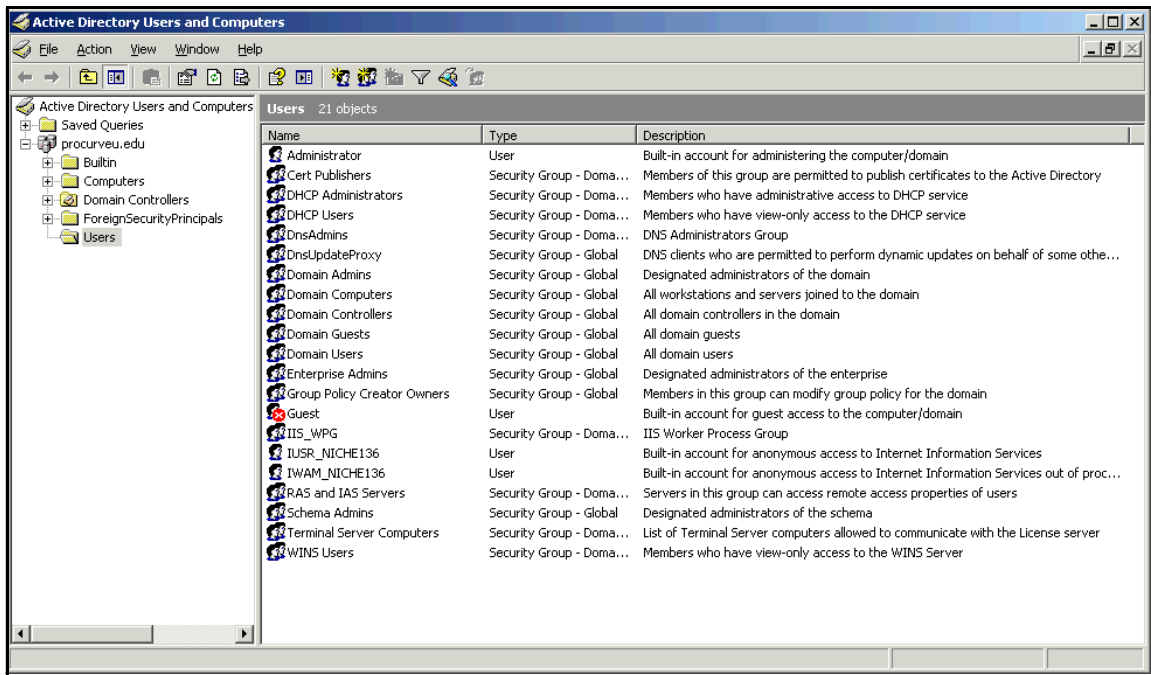 Active Directory Users and Computers
File Action View Window Help
Active Directory Users and Computers
Saved Queries
procurveu.edu
Builtin
Computers
Domain Controllers
ForeignSecurityPrincipals
Users
Users 21 objects
Name Type Description
Administrator User Built-in account for administering the computer/domain
Cert Publishers Security Group - Doma... Members of this group are permitted to publish certificates to the Active Directory
DHCP Administrators Security Group - Doma... Members who have administrative access to DHCP service
DHCP Users Security Group - Doma... Members who have view-only access to the DHCP service
DnsAdmins Security Group - Doma... DNS Administrators Group
DnsUpdateProxy Security Group - Global DNS clients who are permitted to perform dynamic updates on behalf of some othe...
Domain Admins Security Group - Global Designated administrators of the domain
Domain Computers Security Group - Global All workstations and servers joined to the domain
Domain Controllers Security Group - Global All domain controllers in the domain
Domain Guests Security Group - Global All domain guests
Domain Users Security Group - Global All domain users
Enterprise Admins Security Group - Global Designated administrators of the enterprise
Group Policy Creator Owners Security Group - Global Members in this group can modify group policy for the domain
Guest User Built-in account for guest access to the computer/domain
IIS_WPG Security Group - Doma... IIS Worker Process Group
IUSR_NICHE136 User Built-in account for anonymous access to Internet Information Services
IWAM_NICHE136 User Built-in account for anonymous access to Internet Information Services out of proc...
RAS and IAS Servers Security Group - Doma... Servers in this group can access remote access properties of users
Schema Admins Security Group - Global Designated administrators of the schema
Terminal Server Computers Security Group - Doma... List of Terminal Server computers allowed to communicate with the License server
WINS Users Security Group - Doma... Members who have view-only access to the WINS Server